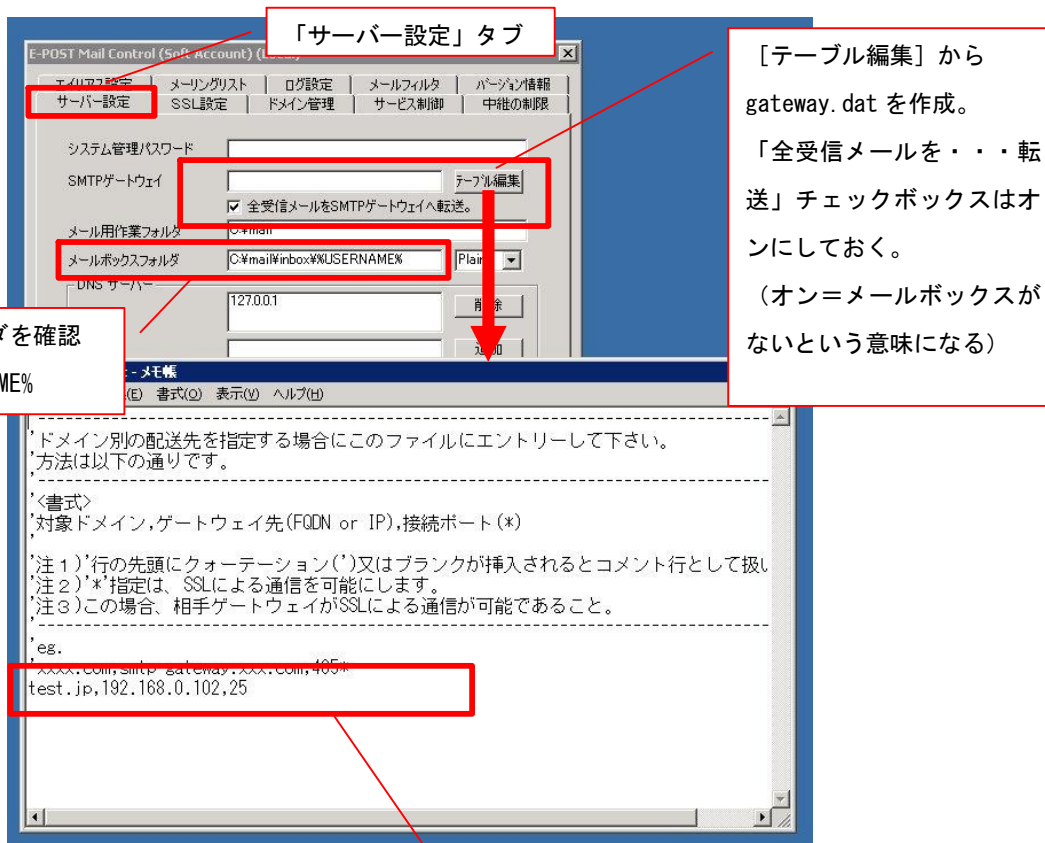 「サーバー設定」タブ
E-POST Mail Control (Soft Account) (Local)
エイリアス設定 メーリングリスト ログ設定 メールフィルタ バージョン情報
サーバー設定 SSL設定 ドメイン管理 サービス制御 中継の制限
システム管理パスワード
SMTPゲートウェイ テーブル編集
全受信メールをSMTPゲートウェイへ転送。
メール用作業フォルダ C:¥mail
メールボックスフォルダ C:¥mail¥inbox¥%USERNAME% Plain
DNS サーバー
127.0.0.1 削除
追加
[テーブル編集]から
gateway.dat を作成。
「全受信メールを・・・転
送」チェックボックスはオ
ンにしておく。
(オン=メールボックスが
ないという意味になる)
ダを確認
ME%
- メモ帳
(E) 書式(O) 表示(V) ヘルプ(H)
'-----------------------------------------------------------------------
'ドメイン別の配送先を指定する場合にこのファイルにエントリーして下さい。
'方法は以下の通りです。
'-----------------------------------------------------------------------
'<書式>
'対象ドメイン,ゲートウェイ先(FQDN or IP),接続ポート(*)
'
'注1)'行の先頭にクォーテーション(')又はブランクが挿入されるとコメント行として扱い
'注2)'*'指定は、SSLによる通信を可能にします。
'注3)この場合、相手ゲートウェイがSSLによる通信が可能であること。
'-----------------------------------------------------------------------
'eg.
'xxxx.com,smtp-gateway.xxx.com,465*
test.jp,192.168.0.102,25